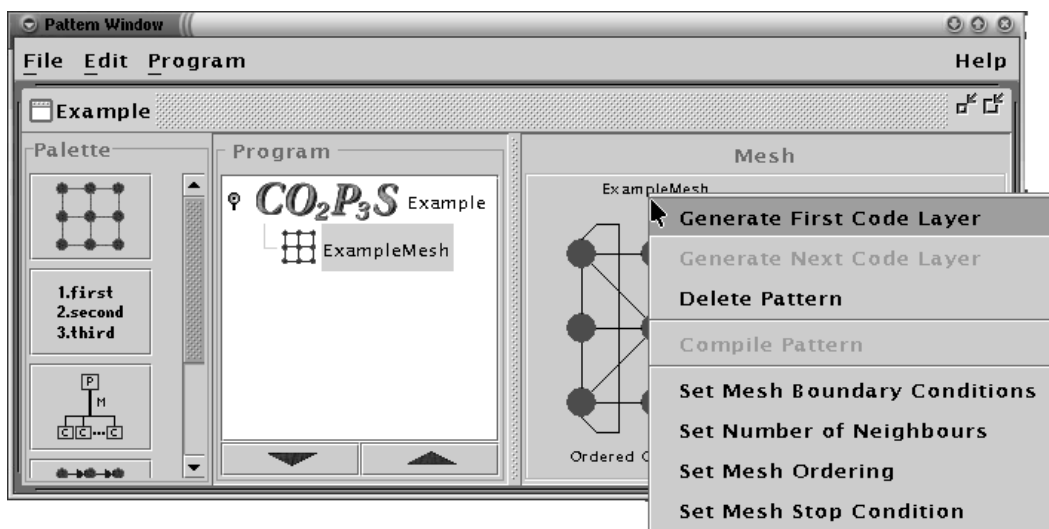 Pattern Window
File Edit Program Help
Example
Palette
Program
Mesh
1.first
2.second
3.third
P
M
C C ... C
CO2P3S Example
ExampleMesh
ExampleMesh
Ordered
Generate First Code Layer
Generate Next Code Layer
Delete Pattern
Compile Pattern
Set Mesh Boundary Conditions
Set Number of Neighbours
Set Mesh Ordering
Set Mesh Stop Condition